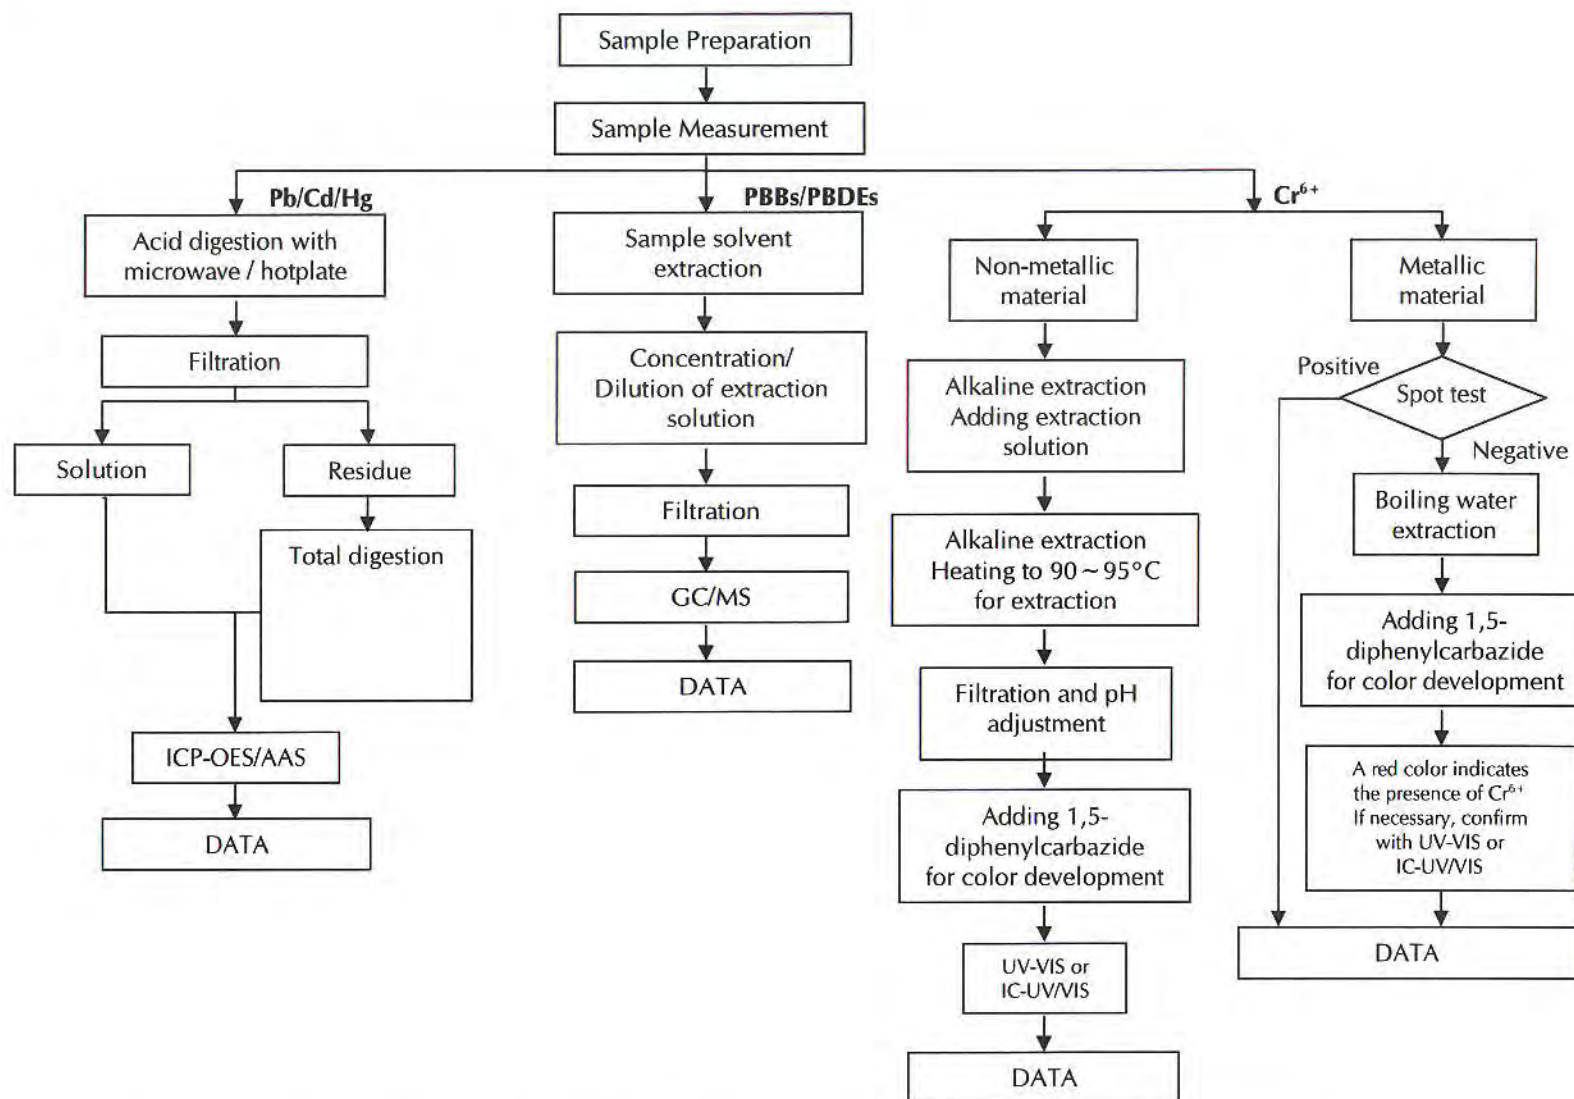 Sample Preparation
Sample Measurement
Pb/Cd/Hg
Acid digestion with
microwave / hotplate
Filtration
Solution
Residue
Total digestion
ICP-OES/AAS
DATA
PBBs/PBDEs
Sample solvent
extraction
Concentration/
Dilution of extraction
solution
Filtration
GC/MS
DATA
Cr⁶⁺
Non-metallic
material
Alkaline extraction
Adding extraction
solution
Alkaline extraction
Heating to 90 ~ 95°C
for extraction
Filtration and pH
adjustment
Adding 1,5-
diphenylcarbazide
for color development
UV-VIS or
IC-UV/VIS
DATA
Metallic
material
Positive
Spot test
Negative
Boiling water
extraction
Adding 1,5-
diphenylcarbazide
for color development
A red color indicates
the presence of Cr⁶⁺
If necessary, confirm
with UV-VIS or
IC-UV/VIS
DATA